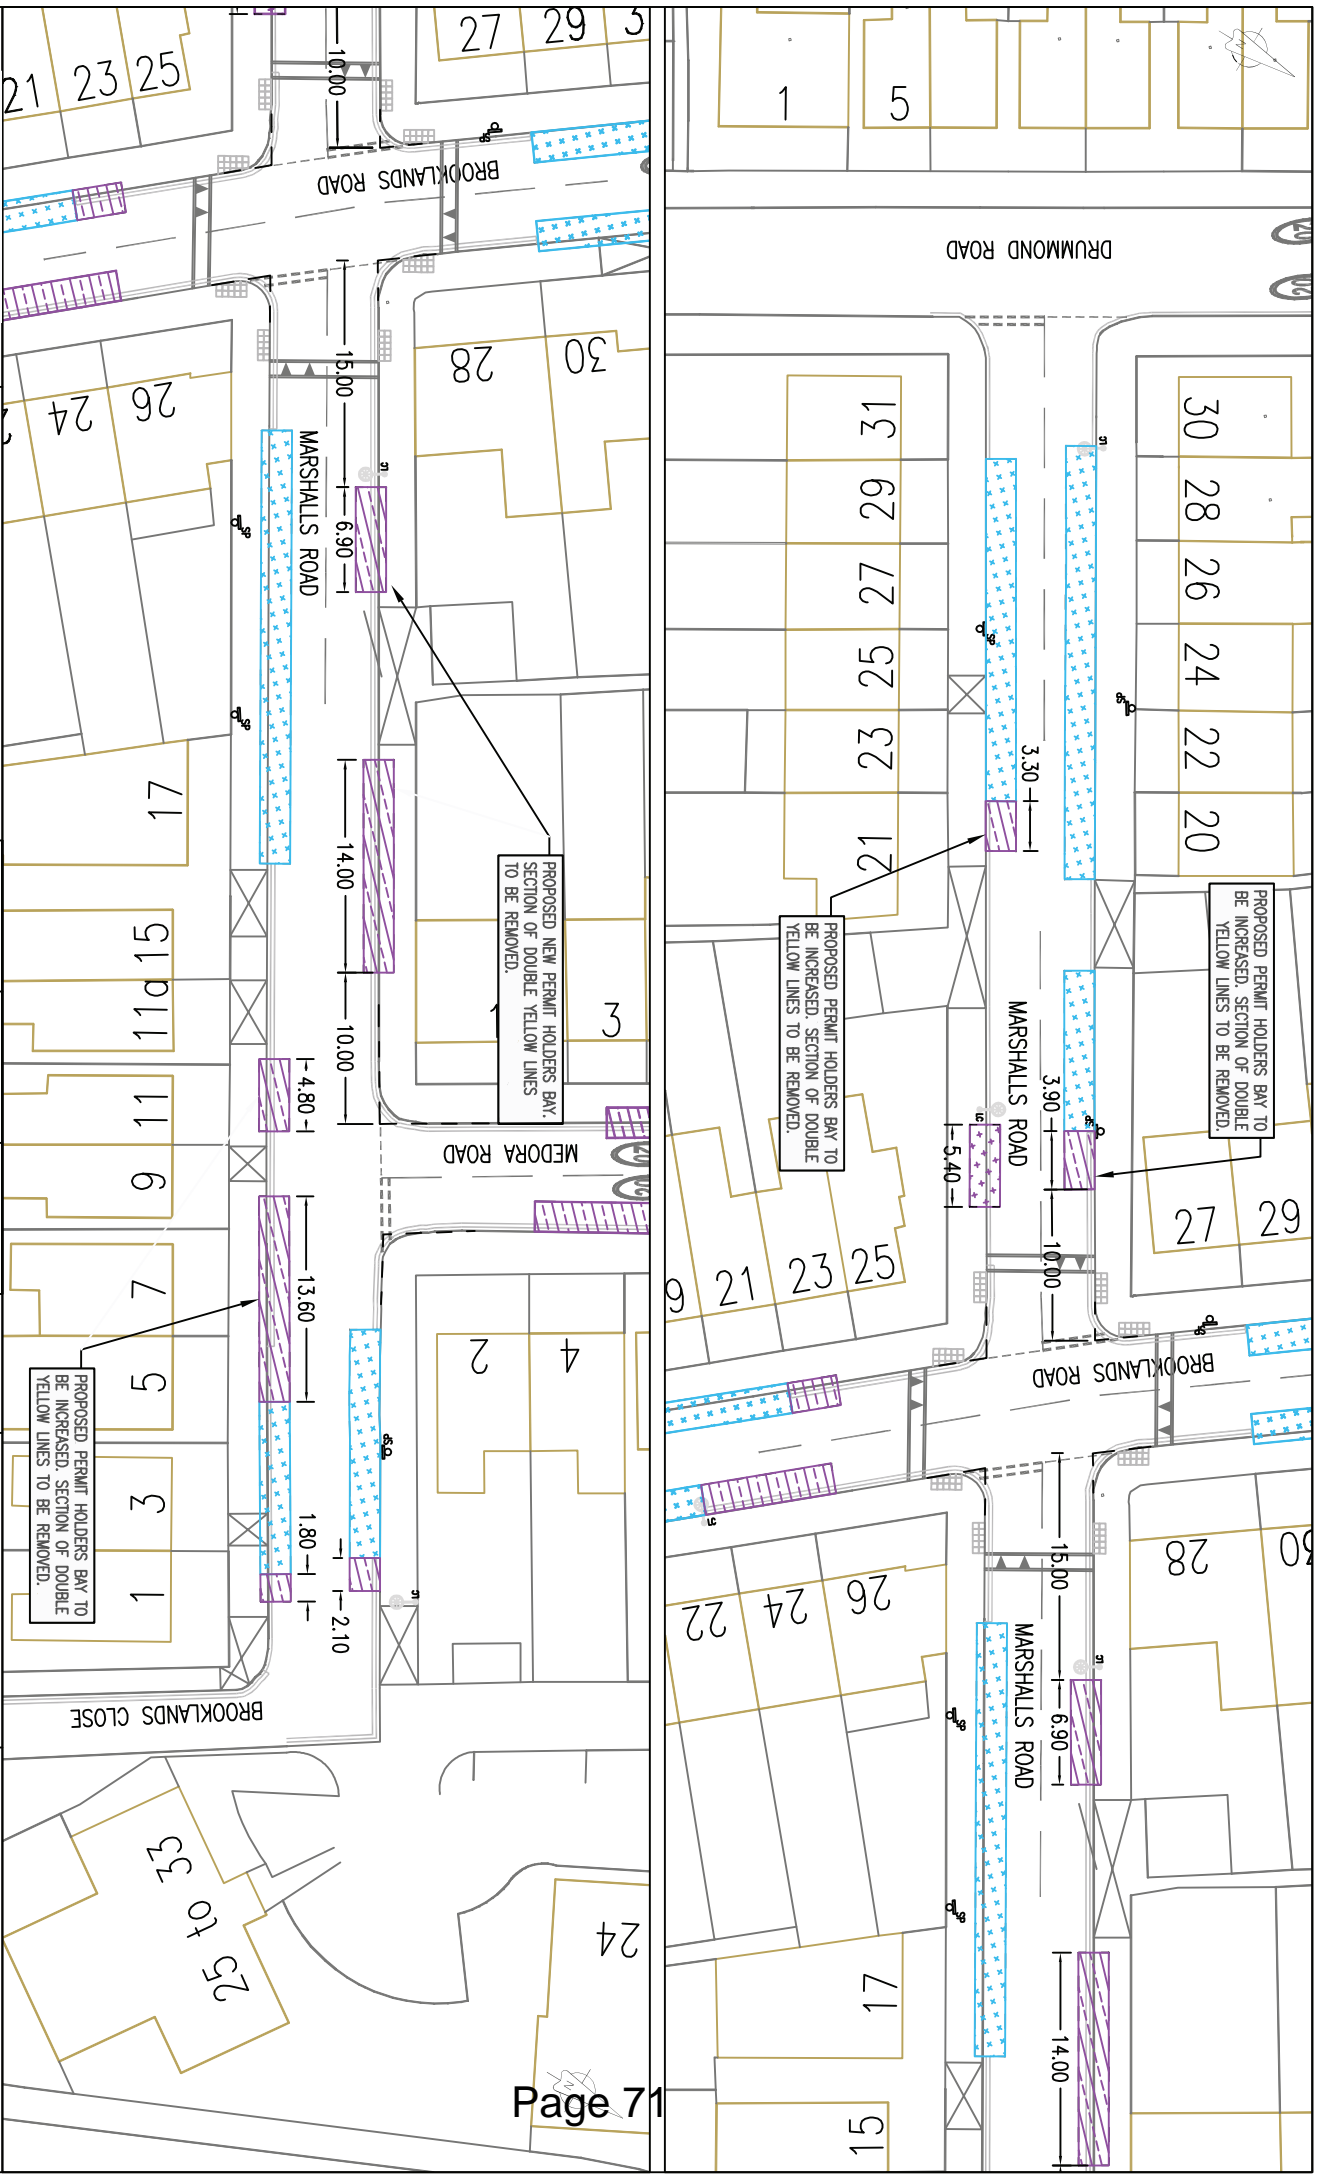 1
5
DRUMMOND ROAD
20
20
31
29
27
25
23
21
30
28
26
24
22
20
3.30
PROPOSED PERMIT HOLDERS BAY TO
BE INCREASED. SECTION OF DOUBLE
YELLOW LINES TO BE REMOVED.
PROPOSED PERMIT HOLDERS BAY TO
BE INCREASED. SECTION OF DOUBLE
YELLOW LINES TO BE REMOVED.
MARSHALLS ROAD
3.90
5.40
10.00
27
29
21
23
25
BROOKLANDS ROAD
15.00
28
22
24
26
MARSHALLS ROAD
6.90
17
14.00
15
21
23
25
27
29
10.00
BROOKLANDS ROAD
15.00
28
30
24
26
MARSHALLS ROAD
6.90
17
14.00
PROPOSED NEW PERMIT HOLDERS BAY.
SECTION OF DOUBLE YELLOW LINES
TO BE REMOVED.
15
11a
10.00
1
3
4.80
11
9
MEDORA ROAD
20
20
7
5
3
1
13.60
2
4
PROPOSED PERMIT HOLDERS BAY TO
BE INCREASED. SECTION OF DOUBLE
YELLOW LINES TO BE REMOVED.
1.80
2.10
BROOKLANDS CLOSE
25 to 33
24
Page 71